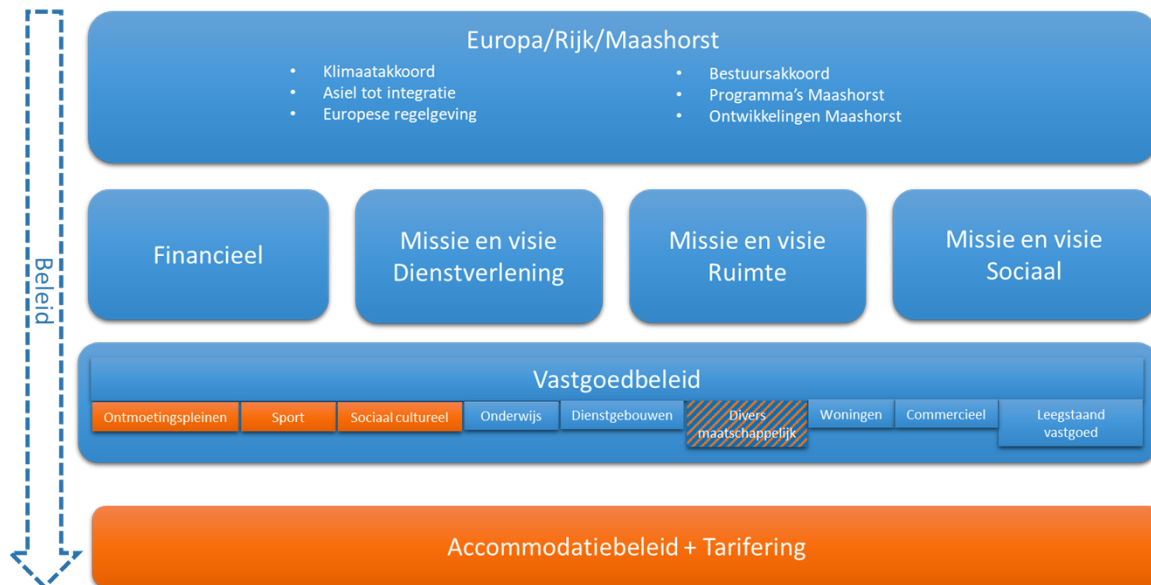 Europa/Rijk/Maashorst
• Klimaatakkoord
• Asiel tot integratie
• Europese regelgeving
• Bestuursakkoord
• Programma's Maashorst
• Ontwikkelingen Maashorst
Beleid
Financieel
Missie en visie
Dienstverlening
Missie en visie
Ruimte
Missie en visie
Sociaal
Vastgoedbeleid
Ontmoetingspleinen
Sport
Sociaal cultureel
Onderwijs
Dienstgebouwen
Divers
maatschappelijk
Woningen
Commercieel
Leegstaand
vastgoed
Accommodatiebeleid + Tarifering